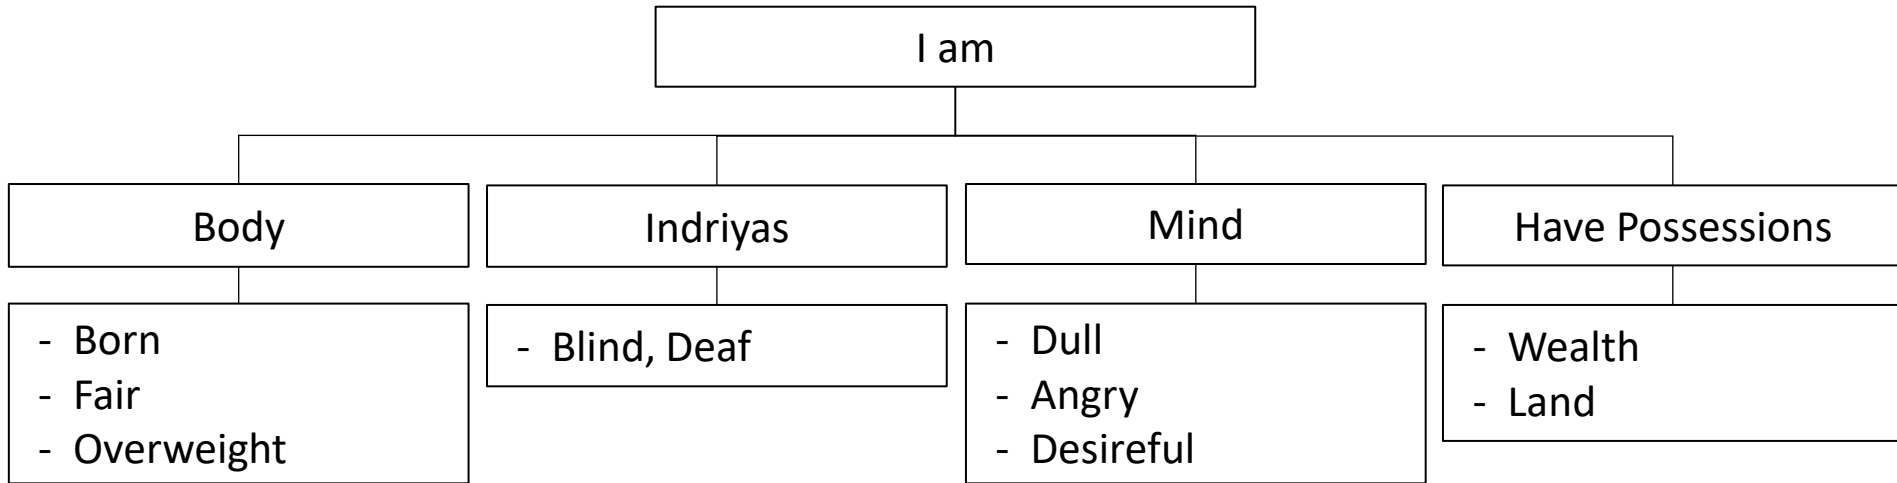 I am
Body
Indriyas
Mind
Have Possessions
- Born
- Fair
- Overweight
- Blind, Deaf
- Dull
- Angry
- Desireful
- Wealth
- Land